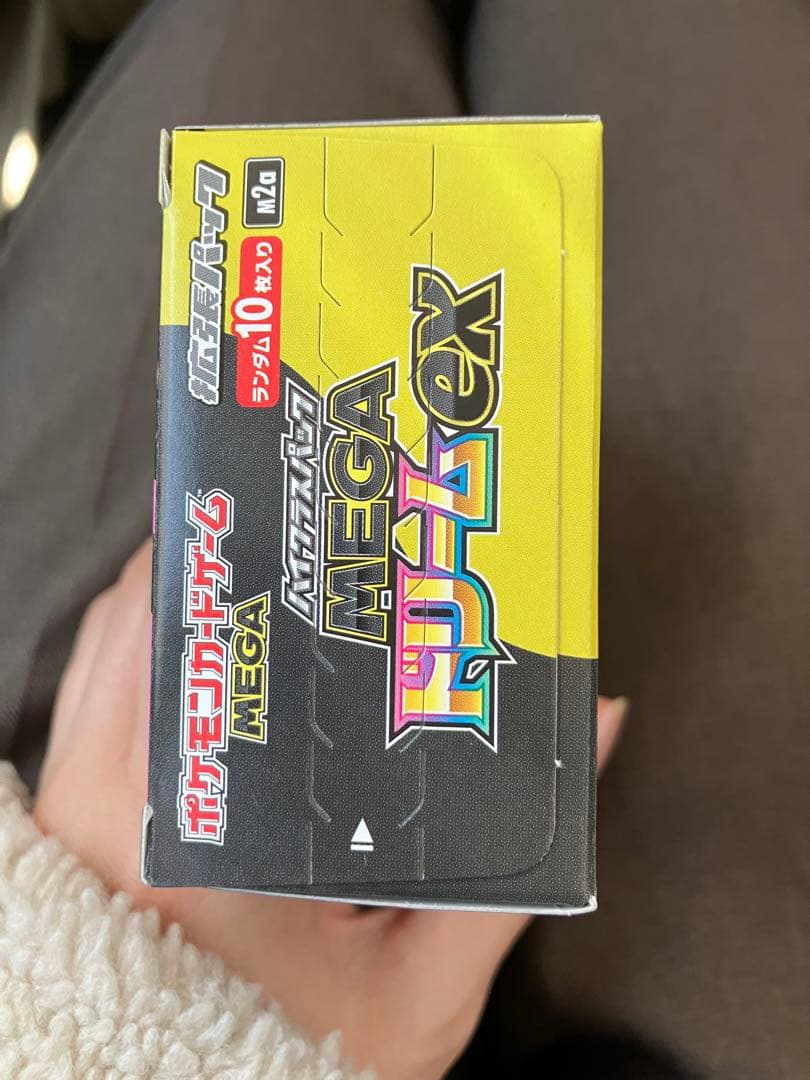 ポケモンカードゲーム™
MEGA
拡張パック
ランダム10枚入り
M2a
ハイクラスパック
MEGA
ドリームex